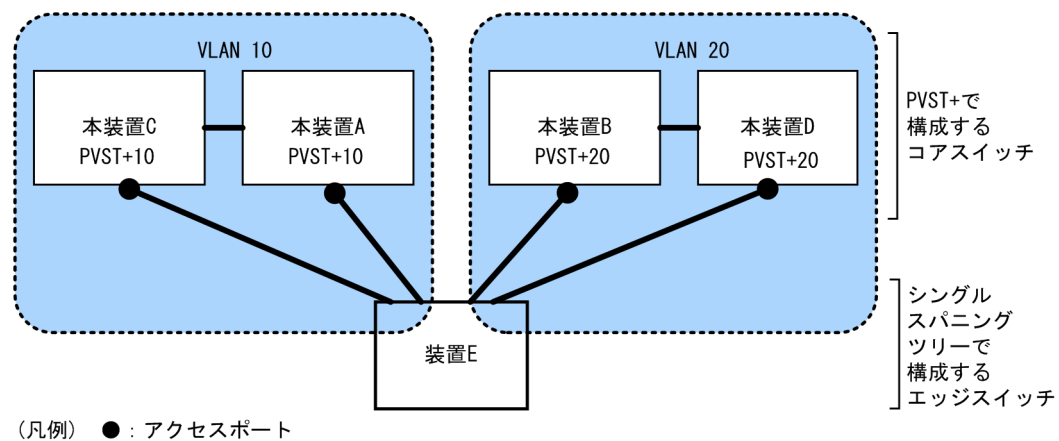 VLAN 10
VLAN 20
本装置C
PVST+10
本装置A
PVST+10
本装置B
PVST+20
本装置D
PVST+20
PVST+で
構成する
コアスイッチ
装置E
シングル
スパニング
ツリーで
構成する
エッジスイッチ
(凡例) ●:アクセスポート